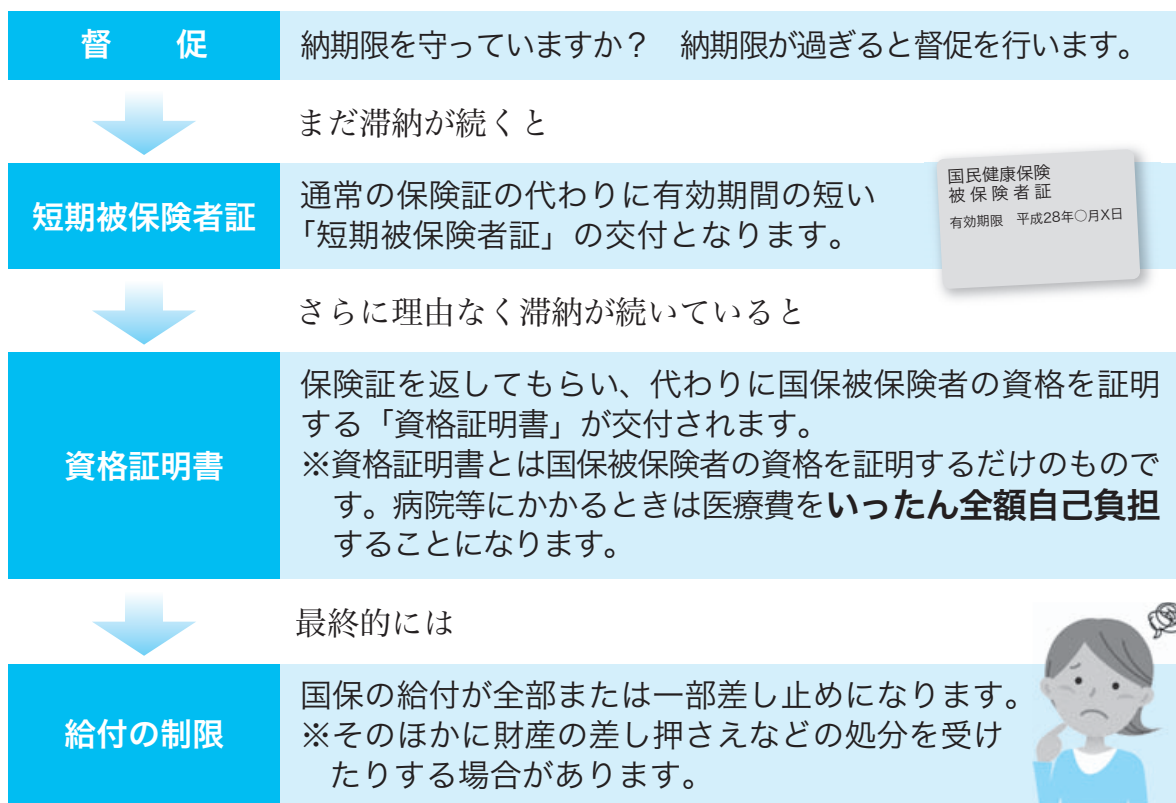 督　促
納期限を守っていますか？　納期限が過ぎると督促を行います。
まだ滞納が続くと
短期被保険者証
通常の保険証の代わりに有効期間の短い
「短期被保険者証」の交付となります。
国民健康保険
被保険者証
有効期限　平成28年○月X日
さらに理由なく滞納が続いていると
資格証明書
保険証を返してもらい、代わりに国保被保険者の資格を証明
する「資格証明書」が交付されます。
※資格証明書とは国保被保険者の資格を証明するだけのもので
す。病院等にかかるときは医療費をいったん全額自己負担
することになります。
最終的には
給付の制限
国保の給付が全部または一部差し止めになります。
※そのほかに財産の差し押さえなどの処分を受け
たりする場合があります。